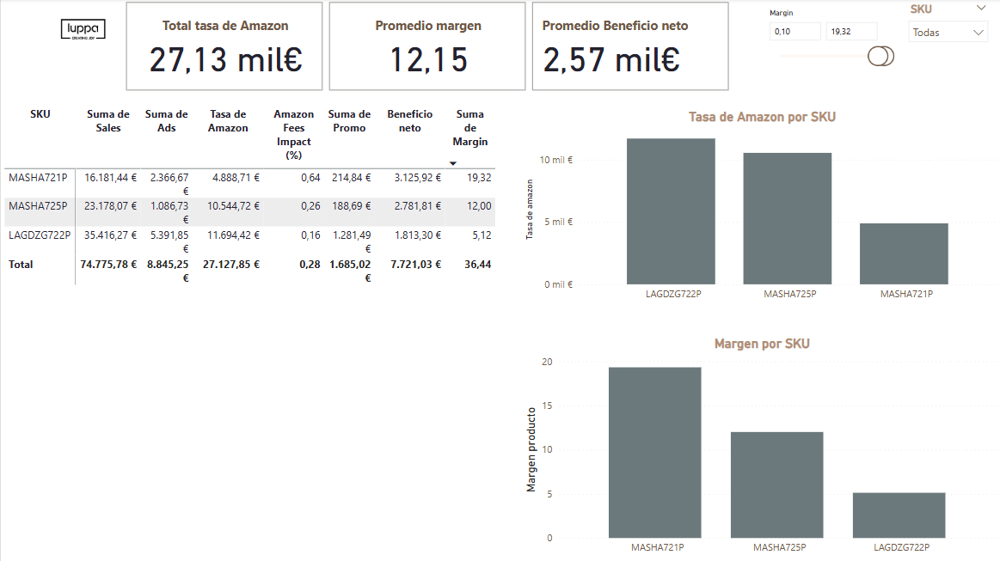 luppa
CREATING JOY
Total tasa de Amazon
27,13 mil€
Promedio margen
12,15
Promedio Beneficio neto
2,57 mil€
Margin
0,10
19,32
SKU
Todas
SKU
Suma de Sales
Suma de Ads
Tasa de Amazon
Amazon Fees Impact (%)
Suma de Promo
Beneficio neto
Suma de Margin
MASHA721P 16.181,44 € 2.366,67 € 4.888,71 € 0,64 214,84 € 3.125,92 € 19,32
MASHA725P 23.178,07 € 1.086,73 € 10.544,72 € 0,26 188,69 € 2.781,81 € 12,00
LAGDZG722P 35.416,27 € 5.391,85 € 11.694,42 € 0,16 1.281,49 € 1.813,30 € 5,12
Total 74.775,78 € 8.845,25 € 27.127,85 € 0,28 1.685,02 € 7.721,03 € 36,44
Tasa de Amazon por SKU
Tasa de amazon
10 mil €
5 mil €
0 mil €
LAGDZG722P MASHA725P MASHA721P
Margen por SKU
Margen producto
20
15
10
5
0
MASHA721P MASHA725P LAGDZG722P